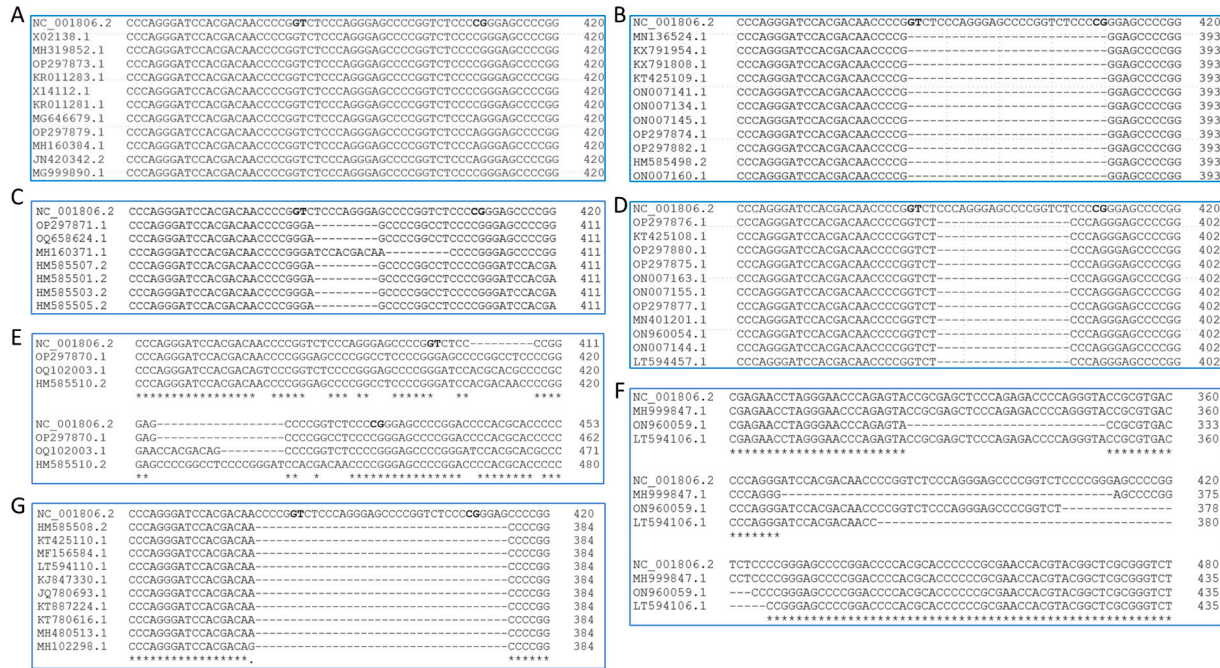 A
NC_001806.2 CCCAGGGATCCACGACAACCCCGGTCTCCCAGGGAGCCCCGGTCTCCCCGGGAGCCCCGG 420
X02138.1 CCCAGGGATCCACGACAACCCCGGTCTCCCAGGGAGCCCCGGTCTCCCCGGGAGCCCCGG 420
MH319852.1 CCCAGGGATCCACGACAACCCCGGTCTCCCAGGGAGCCCCGGTCTCCCCGGGAGCCCCGG 420
OP297873.1 CCCAGGGATCCACGACAACCCCGGTCTCCCAGGGAGCCCCGGTCTCCCCGGGAGCCCCGG 420
KR011283.1 CCCAGGGATCCACGACAACCCCGGTCTCCCAGGGAGCCCCGGTCTCCCCGGGAGCCCCGG 420
X14112.1 CCCAGGGATCCACGACAACCCCGGTCTCCCAGGGAGCCCCGGTCTCCCCGGGAGCCCCGG 420
KR011281.1 CCCAGGGATCCACGACAACCCCGGTCTCCCAGGGAGCCCCGGTCTCCCAGGGAGCCCCGG 420
MG646679.1 CCCAGGGATCCACGACAACCCCGGTCTCCCAGGGAGCCCCGGTCTCCCAGGGAGCCCCGG 420
OP297879.1 CCCAGGGATCCACGACAACCCCGGTCTCCCAGGGAGCCCCGGTCTCCCAGGGAGCCCCGG 420
MH160384.1 CCCAGGGATCCACGACAACCCCGGTCTCCCAGGGAGCCCCGGTCTCCCAGGGAGCCCCGG 420
JN420342.2 CCCAGGGATCCACGACAACCCCGGTCTCCCAGGGAGCCCCGGTCTCCCAGGGAGCCCCGG 420
MG999890.1 CCCAGGGATCCACGACAACCCCGGTCTCCCAGGGAGCCCCGGTCTCCCAGGGAGCCCCGG 420
B
NC_001806.2 CCCAGGGATCCACGACAACCCCGGTCTCCCAGGGAGCCCCGGTCTCCCCGGGAGCCCCGG 420
MN136524.1 CCCAGGGATCCACGACAACCCCG---------------------------GGAGCCCCGG 393
KX791954.1 CCCAGGGATCCACGACAACCCCG---------------------------GGAGCCCCGG 393
KX791808.1 CCCAGGGATCCACGACAACCCCG---------------------------GGAGCCCCGG 393
KT425109.1 CCCAGGGATCCACGACAACCCCG---------------------------GGAGCCCCGG 393
ON007141.1 CCCAGGGATCCACGACAACCCCG---------------------------GGAGCCCCGG 393
ON007134.1 CCCAGGGATCCACGACAACCCCG---------------------------GGAGCCCCGG 393
ON007145.1 CCCAGGGATCCACGACAACCCCG---------------------------GGAGCCCCGG 393
OP297874.1 CCCAGGGATCCACGACAACCCCG---------------------------GGAGCCCCGG 393
OP297882.1 CCCAGGGATCCACGACAACCCCG---------------------------GGAGCCCCGG 393
HM585498.2 CCCAGGGATCCACGACAACCCCG---------------------------GGAGCCCCGG 393
ON007160.1 CCCAGGGATCCACGACAACCCCG---------------------------GGAGCCCCGG 393
C
NC_001806.2 CCCAGGGATCCACGACAACCCCGGTCTCCCAGGGAGCCCCGGTCTCCCCGGGAGCCCCGG 420
OP297871.1 CCCAGGGATCCACGACAACCCCGGGA---------GCCCCGGCCTCCCCGGGAGCCCCGG 411
OQ658624.1 CCCAGGGATCCACGACAACCCCGGGA---------GCCCCGGCCTCCCCGGGAGCCCCGG 411
MH160371.1 CCCAGGGATCCACGACAACCCCGGGATCCACGACAA---------CCCCGGGAGCCCCGG 411
HM585507.2 CCCAGGGATCCACGACAACCCCGGGA---------GCCCCGGCCTCCCCGGGATCCACGA 411
HM585501.2 CCCAGGGATCCACGACAACCCCGGGA---------GCCCCGGCCTCCCCGGGATCCACGA 411
HM585503.2 CCCAGGGATCCACGACAACCCCGGGA---------GCCCCGGCCTCCCCGGGATCCACGA 411
HM585505.2 CCCAGGGATCCACGACAACCCCGGGA---------GCCCCGGCCTCCCCGGGATCCACGA 411
D
NC_001806.2 CCCAGGGATCCACGACAACCCCGGTCTCCCAGGGAGCCCCGGTCTCCCCGGGAGCCCCGG 420
OP297876.1 CCCAGGGATCCACGACAACCCCGGTCT------------------CCCAGGGAGCCCCGG 402
KT425108.1 CCCAGGGATCCACGACAACCCCGGTCT------------------CCCAGGGAGCCCCGG 402
OP297880.1 CCCAGGGATCCACGACAACCCCGGTCT------------------CCCAGGGAGCCCCGG 402
OP297875.1 CCCAGGGATCCACGACAACCCCGGTCT------------------CCCAGGGAGCCCCGG 402
ON007163.1 CCCAGGGATCCACGACAACCCCGGTCT------------------CCCAGGGAGCCCCGG 402
ON007155.1 CCCAGGGATCCACGACAACCCCGGTCT------------------CCCAGGGAGCCCCGG 402
OP297877.1 CCCAGGGATCCACGACAACCCCGGTCT------------------CCCAGGGAGCCCCGG 402
MN401201.1 CCCAGGGATCCACGACAACCCCGGTCT------------------CCCAGGGAGCCCCGG 402
ON960054.1 CCCAGGGATCCACGACAACCCCGGTCT------------------CCCAGGGAGCCCCGG 402
ON007144.1 CCCAGGGATCCACGACAACCCCGGTCT------------------CCCAGGGAGCCCCGG 402
LT594457.1 CCCAGGGATCCACGACAACCCCGGTCT------------------CCCAGGGAGCCCCGG 402
E
NC_001806.2 CCCAGGGATCCACGACAACCCCGGTCTCCCAGGGAGCCCCGGTCTCC---------CCGG 411
OP297870.1 CCCAGGGATCCACGACAACCCCGGGAGCCCCGGCCTCCCCGGGAGCCCCGGCCTCCCCGG 420
OQ102003.1 CCCAGGGATCCACGACAGTCCCGGTCTCCCGGGAGCCCCGGGATCCACGCACGCCCCGC 420
HM585510.2 CCCAGGGATCCACGACAACCCCGGGAGCCCCGGCCTCCCCGGGATCCACGACAACCCCGG 420
***************** *****   *** **   ******   **         ****
NC_001806.2 GAG------------------CCCCGGTCTCCCCGGGAGCCCCGGACCCCACGCACCCCC 453
OP297870.1 GAG------------------CCCCGGTCTCCCCGGGAGCCCCGGACCCCACGCACCCCC 462
OQ102003.1 GAACCACGACAG---------CCCCGGTCTCCCCGGGAGCCCCGGGATCCACGCACGCCC 471
HM585510.2 GAGCCCCGGCCTCCCCGGGATCCACGACAACCCCGGGAGCCCCGGACCCCACGCACCCCC 480
**                   ** **   *  ***************  ******** ***
F
NC_001806.2 CGAGAACCTAGGGAACCCAGAGTACCGCGAGCTCCCAGAGACCCCAGGGTACCGCGTGAC 360
MH999847.1 CGAGAACCTAGGGAACCCAGAGTACCGCGAGCTCCCAGAGACCCCAGGGTACCGCGTGAC 360
ON960059.1 CGAGAACCTAGGGAACCCAGAGTA---------------------------CCGCGTGAC 333
LT594106.1 CGAGAACCTAGGGAACCCAGAGTACCGCGAGCTCCCAGAGACCCCAGGGTACCGCGTGAC 360
************************                           *********
NC_001806.2 CCCAGGGATCCACGACAACCCCGGTCTCCCAGGGAGCCCCGGTCTCCCCGGGAGCCCCGG 420
MH999847.1 CCCAGGG---------------------------------------------AGCCCCGG 375
ON960059.1 CCCAGGGATCCACGACAACCCCGGTCTCCCAGGGAGCCCCGGTCT--------------- 378
LT594106.1 CCCAGGGATCCACGACAACC---------------------------------------- 380
*******
NC_001806.2 TCTCCCCGGGAGCCCCGGACCCCACGCACCCCCCGCGAACCACGTACGGCTCGCGGGTCT 480
MH999847.1 CCTCCCCGGGAGCCCCGGACCCCACGCACCCCCCGCGAACCACGTACGGCTCGCGGGTCT 435
ON960059.1 ---CCCCGGGAGCCCCGGACCCCACGCACCCCCCGCGAACCACGTACGGCTCGCGGGTCT 435
LT594106.1 -----CCGGGAGCCCCGGACCCCACGCACCCCCCGCGAACCACGTACGGCTCGCGGGTCT 435
*******************************************************
G
NC_001806.2 CCCAGGGATCCACGACAACCCCGGTCTCCCAGGGAGCCCCGGTCTCCCCGGGAGCCCCGG 420
HM585508.2 CCCAGGGATCCACGACAA------------------------------------CCCCGG 384
KT425110.1 CCCAGGGATCCACGACAA------------------------------------CCCCGG 384
MF156584.1 CCCAGGGATCCACGACAA------------------------------------CCCCGG 384
LT594110.1 CCCAGGGATCCACGACAA------------------------------------CCCCGG 384
KJ847330.1 CCCAGGGATCCACGACAA------------------------------------CCCCGG 384
JQ780693.1 CCCAGGGATCCACGACAA------------------------------------CCCCGG 384
KT887224.1 CCCAGGGATCCACGACAA------------------------------------CCCCGG 384
KT780616.1 CCCAGGGATCCACGACAA------------------------------------CCCCGG 384
MH480513.1 CCCAGGGATCCACGACAA------------------------------------CCCCGG 384
MH102298.1 CCCAGGGATCCACGACAG------------------------------------CCCCGG 384
*****************.                                    ******